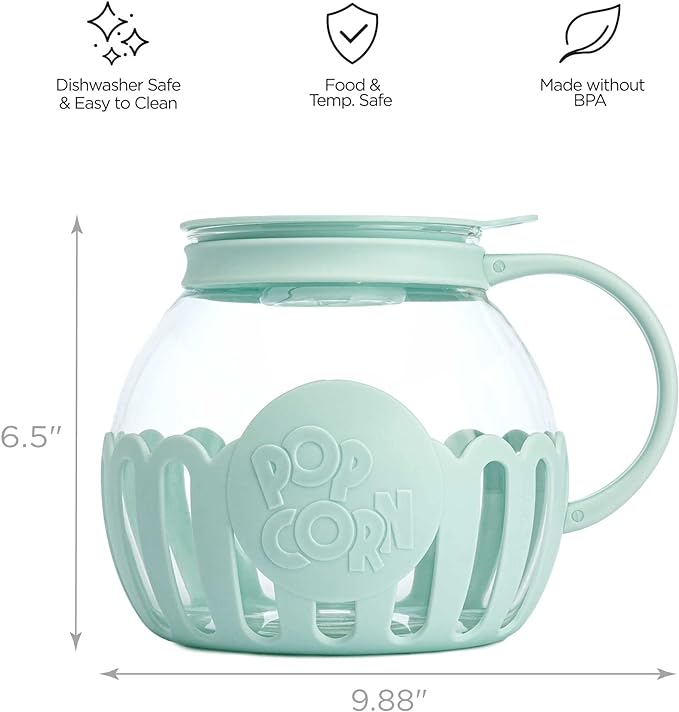 Dishwasher Safe
& Easy to Clean
Food &
Temp. Safe
Made without
BPA
6.5"
POP
CORN
9.88"